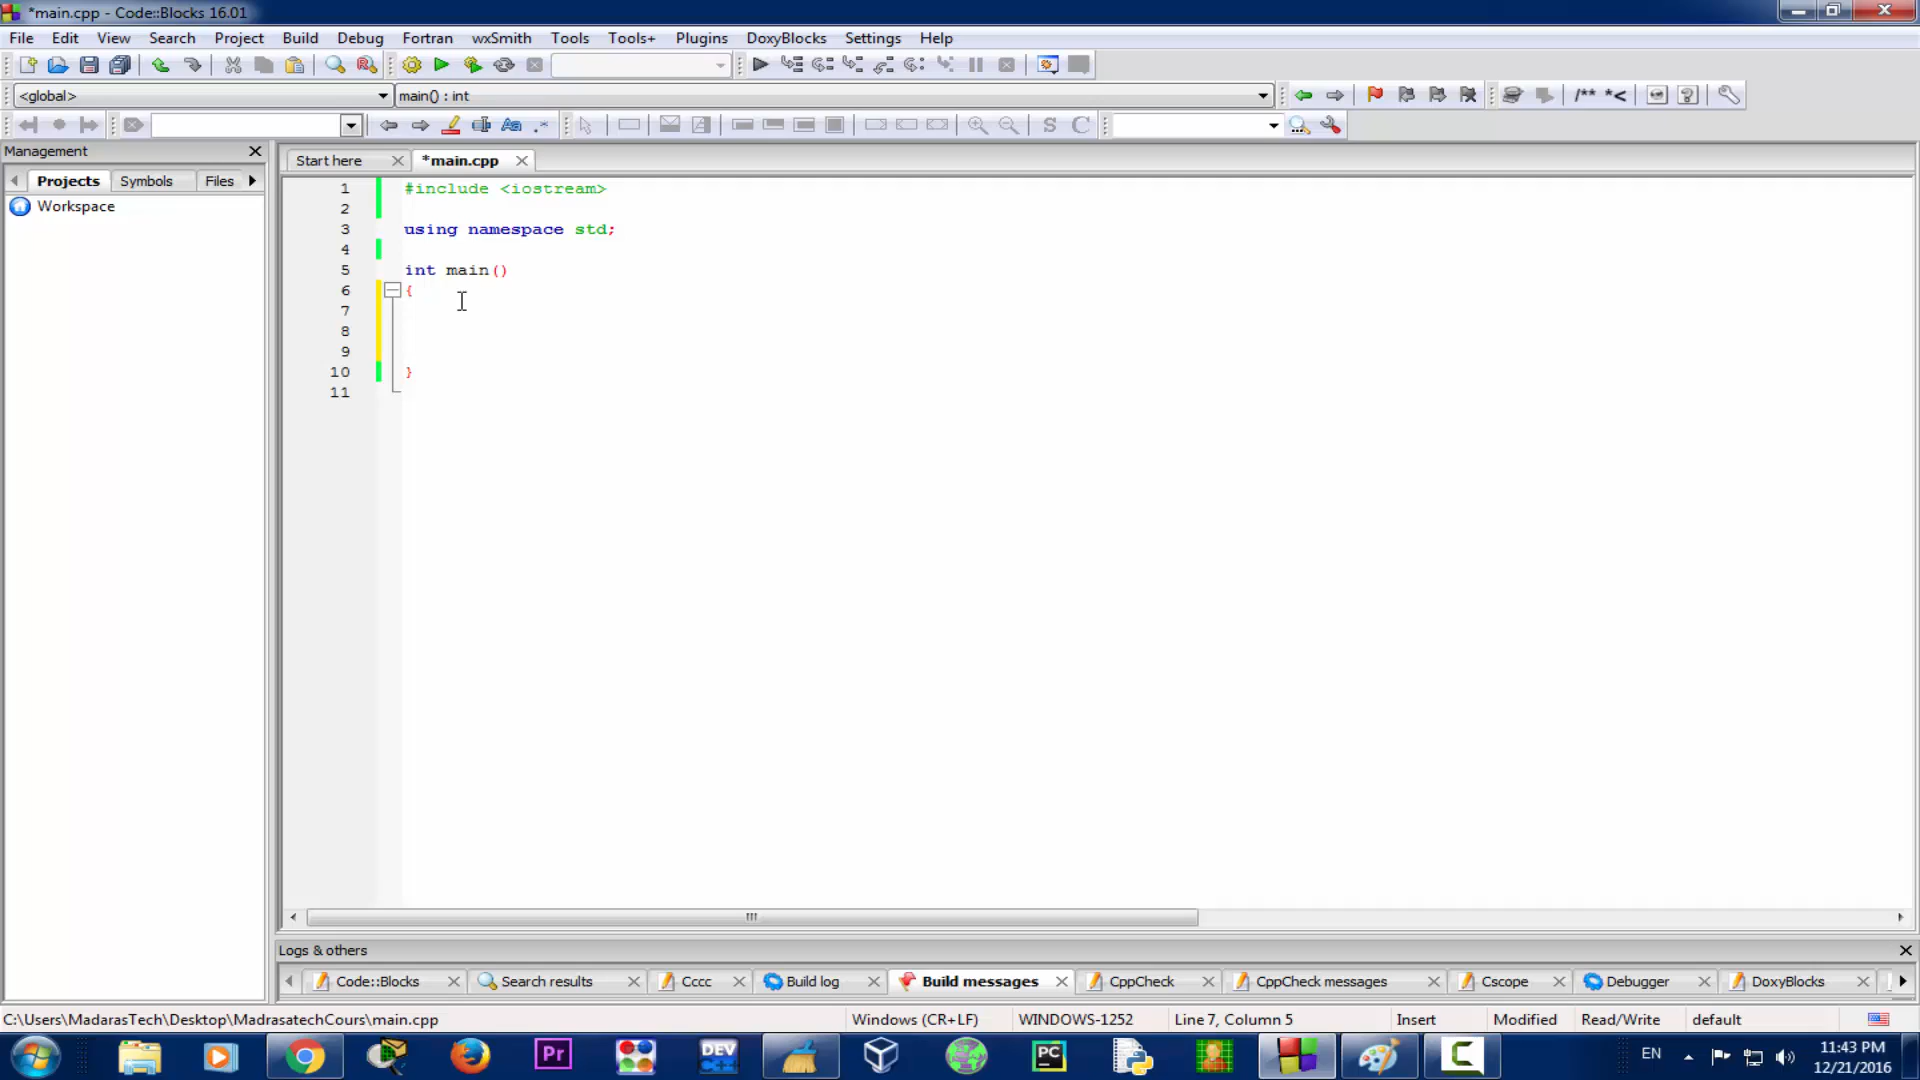 *main.cpp - Code::Blocks 16.01
File Edit View Search Project Build Debug Fortran wxSmith Tools Tools+ Plugins DoxyBlocks Settings Help
<global> main() : int /** *<
Management
Projects Symbols Files
Workspace
Start here *main.cpp
1 #include <iostream>
2
3 using namespace std;
4
5 int main()
6 {
7
8
9
10 }
11
Logs & others
Code::Blocks Search results Cccc Build log Build messages CppCheck CppCheck messages Cscope Debugger DoxyBlocks
C:\Users\MadarasTech\Desktop\MadrasatechCours\main.cpp Windows (CR+LF) WINDOWS-1252 Line 7, Column 5 Insert Modified Read/Write default
Pr DEV C++ PC C EN 11:43 PM
12/21/2016